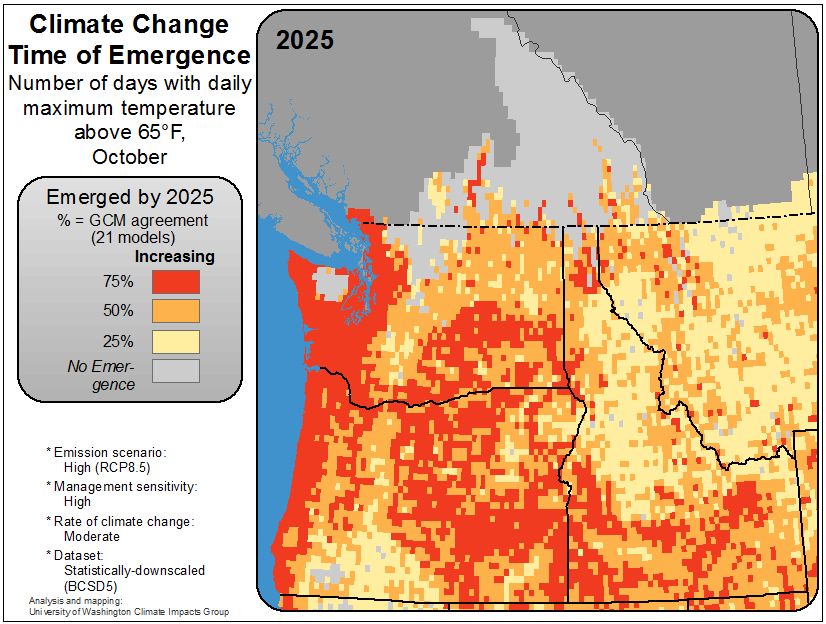 Climate Change
Time of Emergence
Number of days with daily
maximum temperature
above 65°F,
October
2025
Emerged by 2025
% = GCM agreement
(21 models)
Increasing
75%
50%
25%
No Emer-
gence
* Emission scenario:
High (RCP8.5)
* Management sensitivity:
High
* Rate of climate change:
Moderate
* Dataset:
Statistically-downscaled
(BCSD5)
Analysis and mapping:
University of Washington Climate Impacts Group